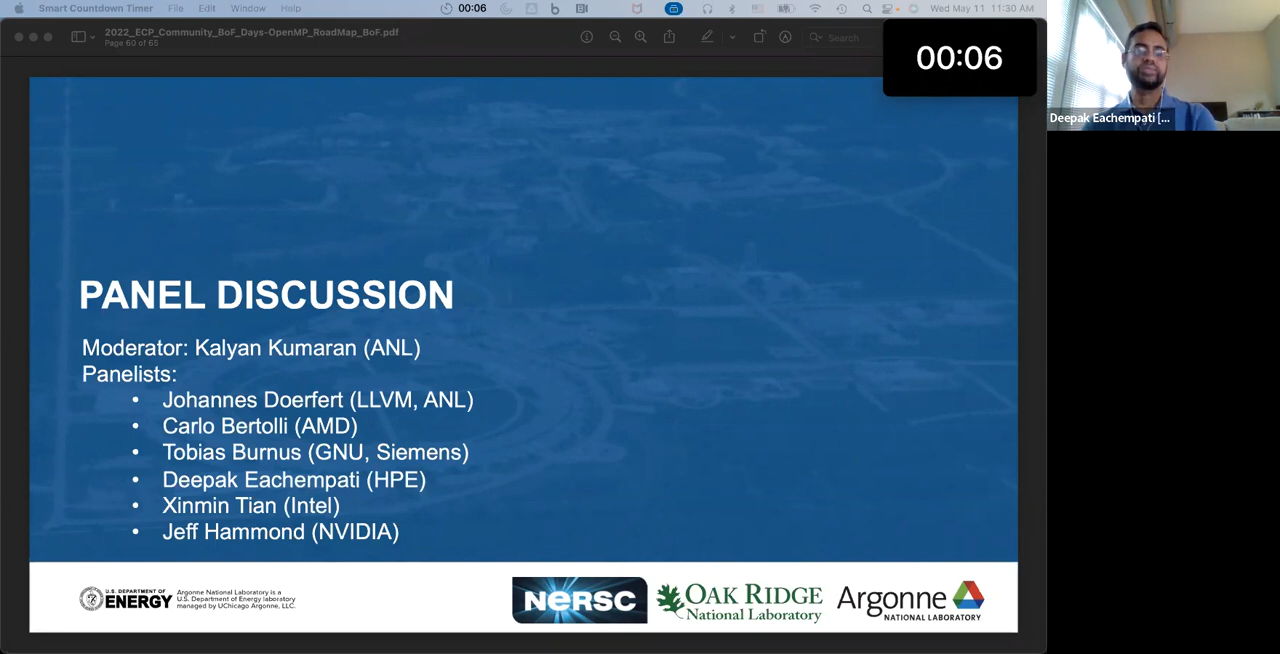 Smart Countdown Timer File Edit Window Help 00:06 Wed May 11 11:30 AM
2022_ECP_Community_BoF_Days-OpenMP_RoadMap_BoF.pdf
Page 60 of 65
Search
00:06
Deepak Eachempati [...
PANEL DISCUSSION
Moderator: Kalyan Kumaran (ANL)
Panelists:
• Johannes Doerfert (LLVM, ANL)
• Carlo Bertolli (AMD)
• Tobias Burnus (GNU, Siemens)
• Deepak Eachempati (HPE)
• Xinmin Tian (Intel)
• Jeff Hammond (NVIDIA)
U.S. DEPARTMENT OF
ENERGY
Argonne National Laboratory is a
U.S. Department of Energy laboratory
managed by UChicago Argonne, LLC.
NERSC
OAK RIDGE
National Laboratory
Argonne
NATIONAL LABORATORY